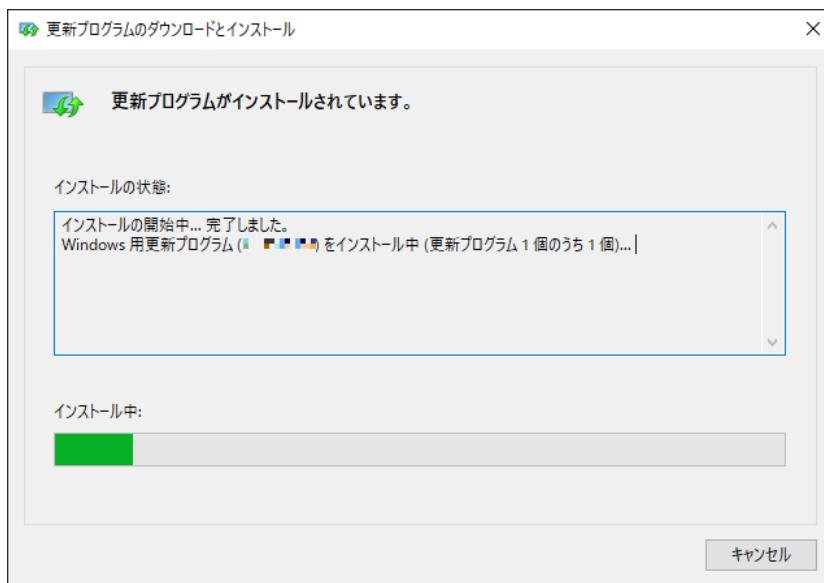 更新プログラムのダウンロードとインストール
更新プログラムがインストールされています。
インストールの状態:
インストールの開始中... 完了しました。
Windows 用更新プログラム () をインストール中 (更新プログラム 1 個のうち 1 個)...
インストール中:
キャンセル